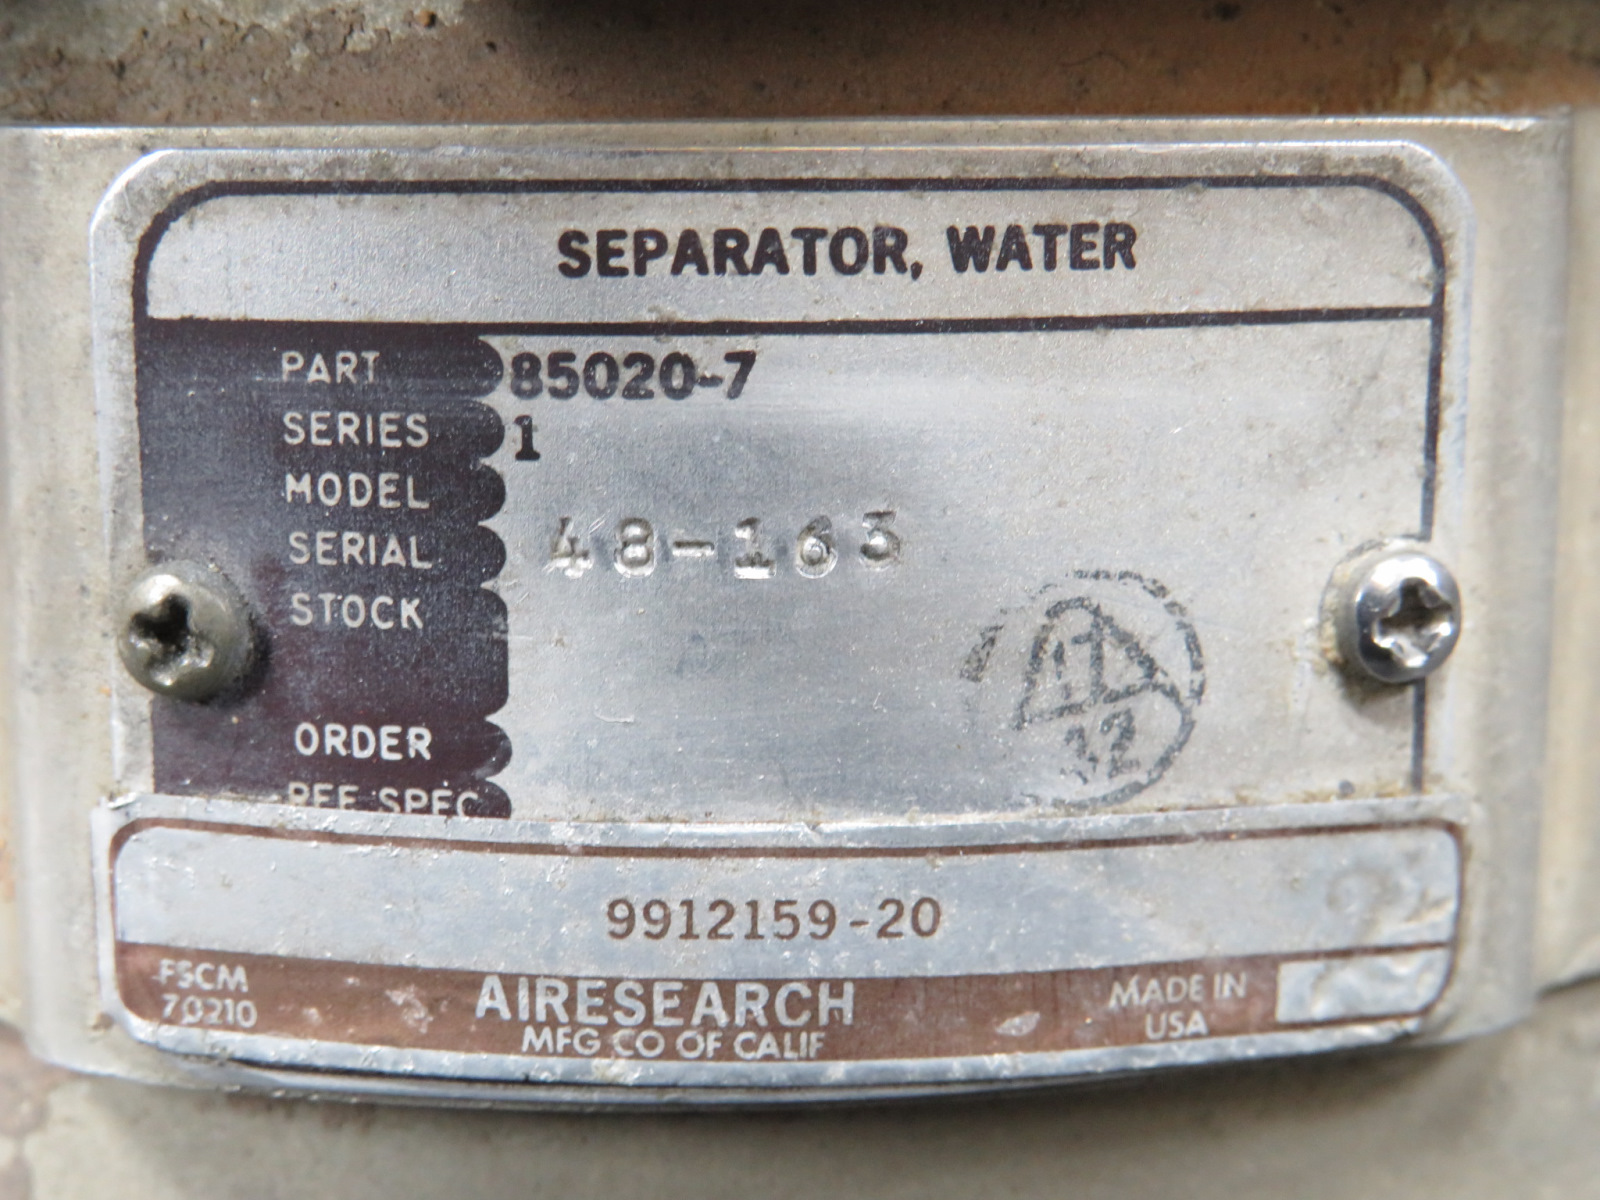 SEPARATOR, WATER
PART 85020-7
SERIES 1
MODEL
SERIAL 48-163
STOCK
ORDER
REF SPEC
9912159-20
FSCM
70210
AIRESEARCH
MFG CO OF CALIF
MADE IN
USA